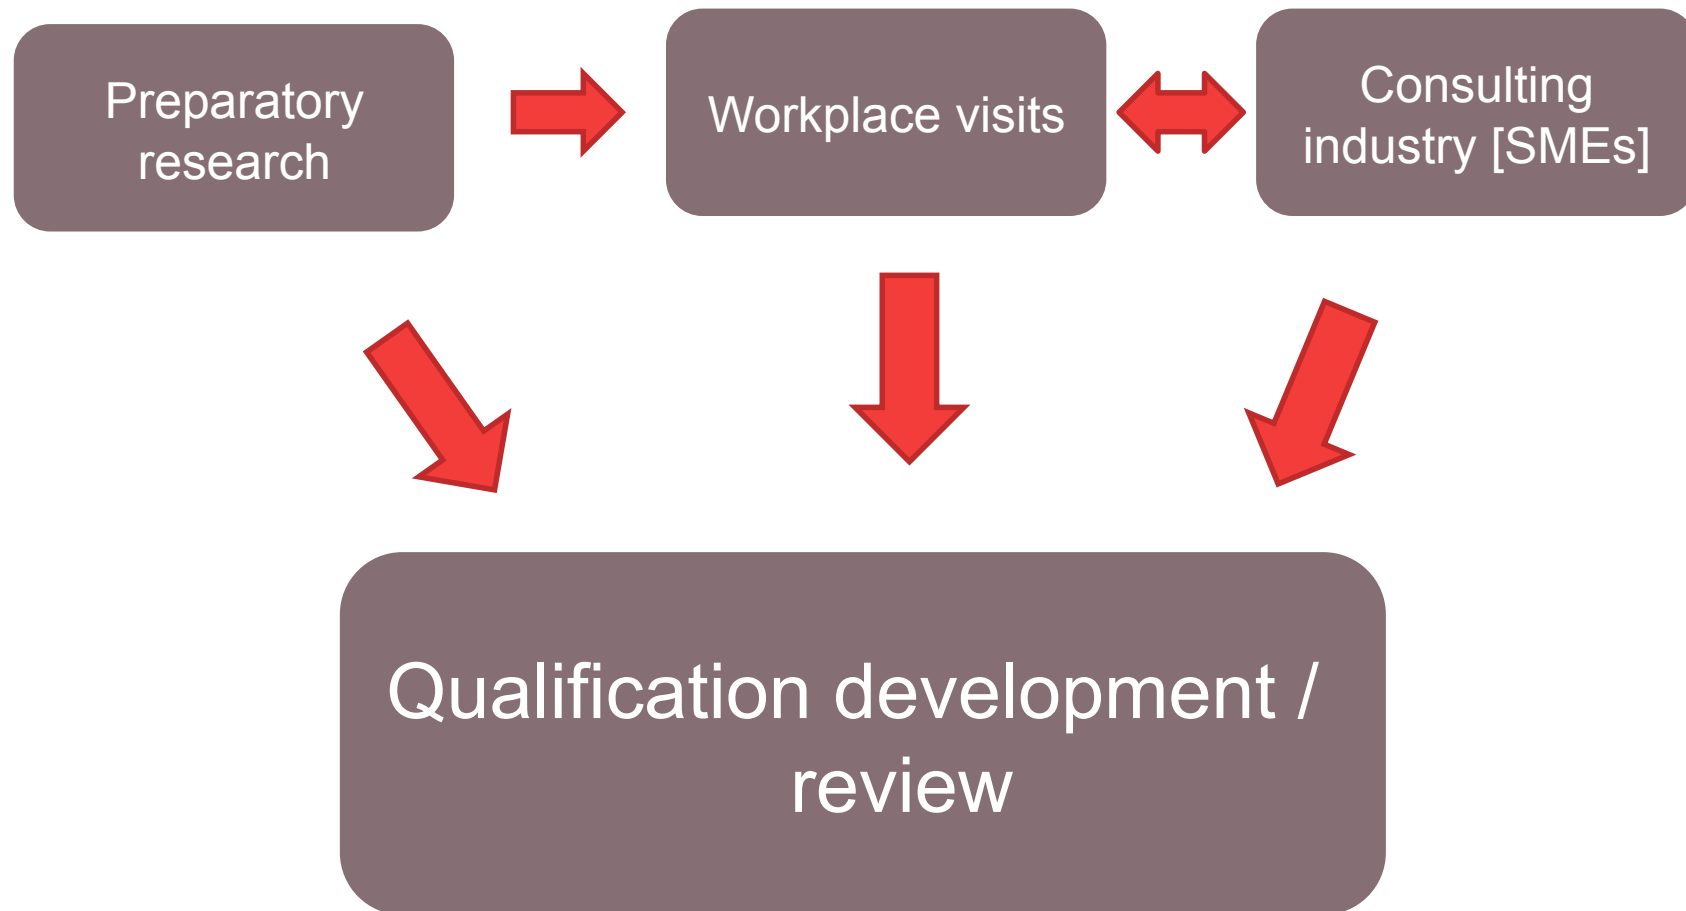 Preparatory
research
Workplace visits
Consulting
industry [SMEs]
Qualification development /
review